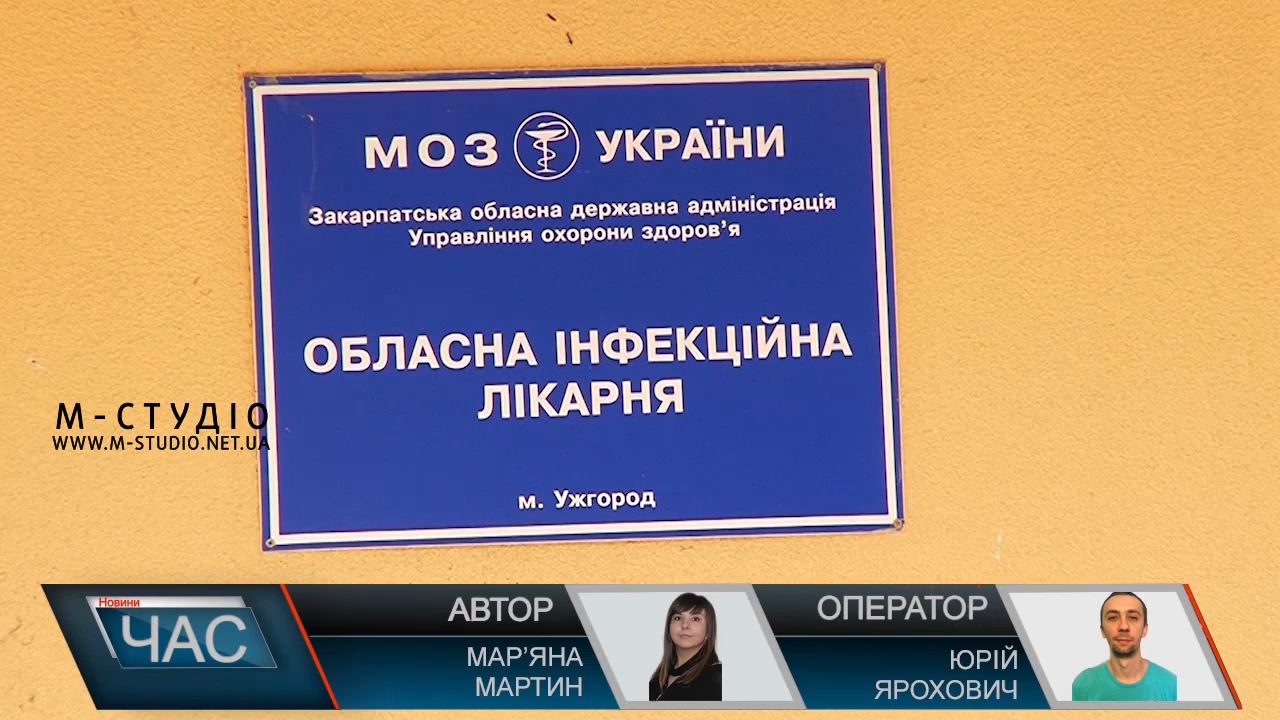 МОЗ УКРАЇНИ
Закарпатська обласна державна адміністрація
Управління охорони здоров'я
ОБЛАСНА ІНФЕКЦІЙНА
ЛІКАРНЯ
м. Ужгород
М-СТУДІО
WWW.M-STUDIO.NET.UA
Новини
ЧАС
АВТОР
МАР'ЯНА
МАРТИН
ОПЕРАТОР
ЮРІЙ
ЯРОХОВИЧ